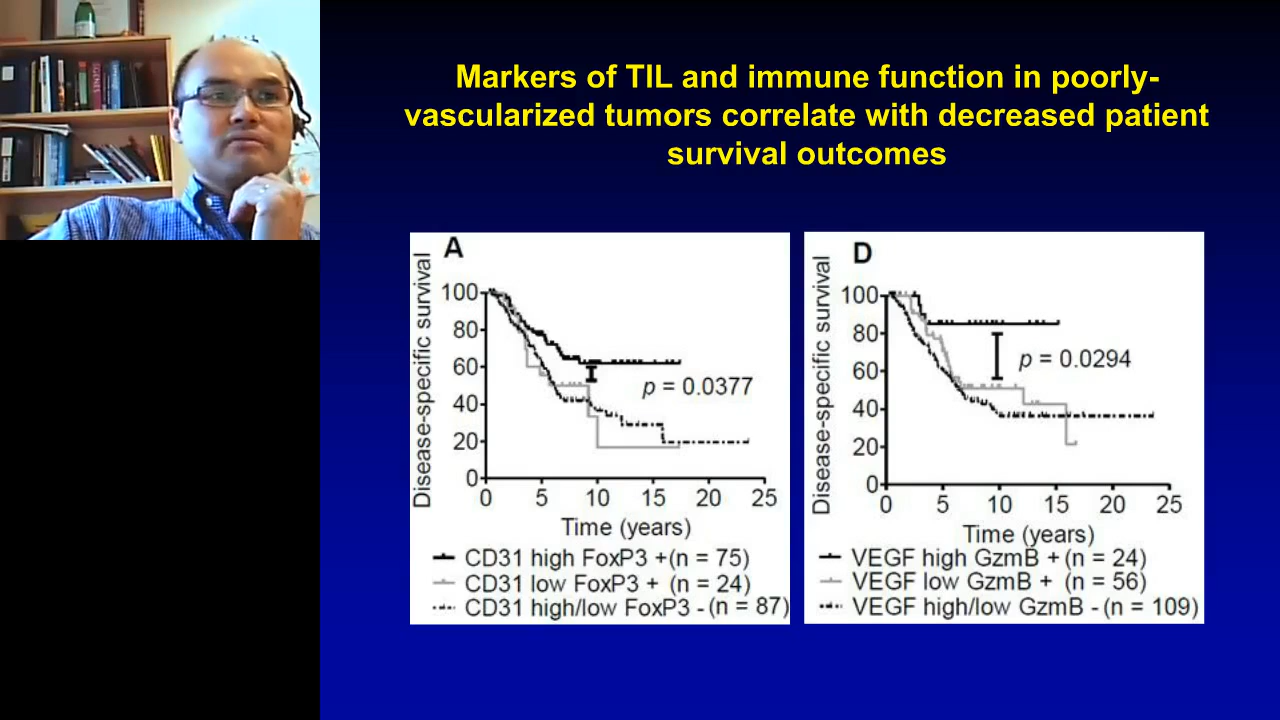 Markers of TIL and immune function in poorly-
vascularized tumors correlate with decreased patient
survival outcomes
A
Disease-specific survival
100
80
60
40
20
0
p = 0.0377
0 5 10 15 20 25
Time (years)
CD31 high FoxP3 +(n = 75)
CD31 low FoxP3 + (n = 24)
CD31 high/low FoxP3 - (n = 87)
D
Disease-specific survival
100
80
60
40
20
0
p = 0.0294
0 5 10 15 20 25
Time (years)
VEGF high GzmB + (n = 24)
VEGF low GzmB + (n = 56)
VEGF high/low GzmB - (n = 109)